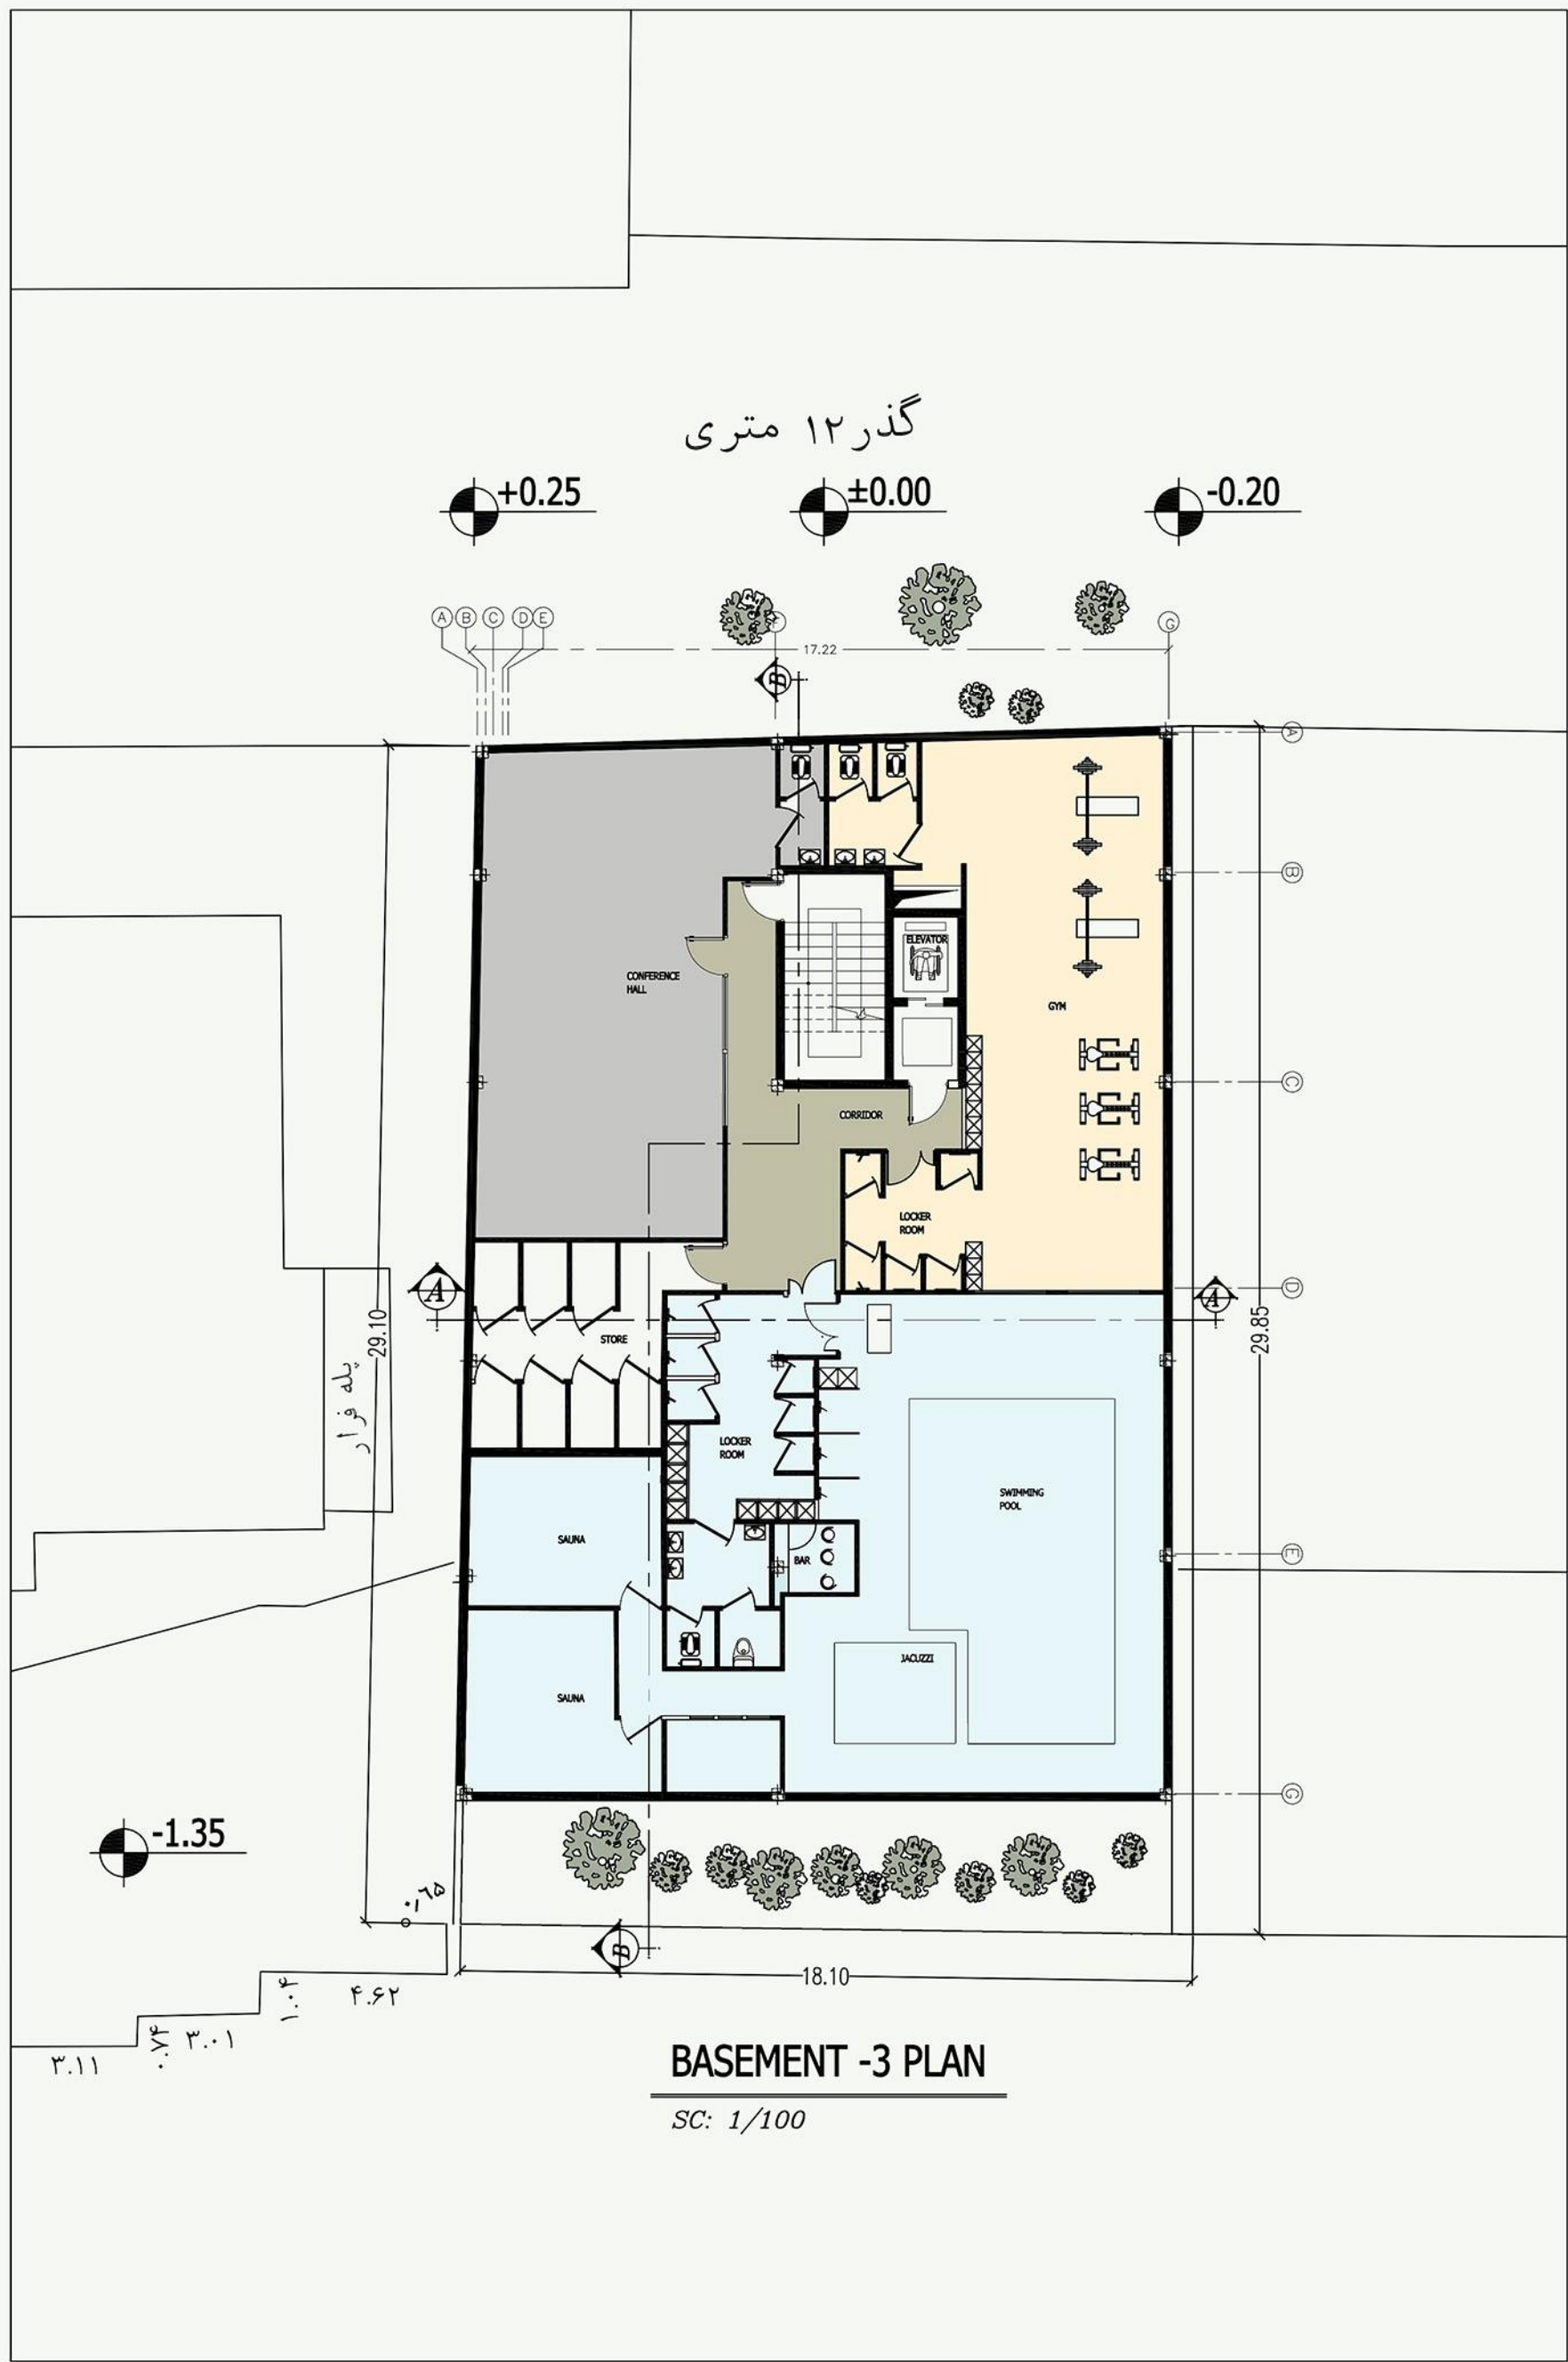 گذر ۱۲ متری
+0.25
±0.00
-0.20
A B C D E F G
17.22
B
A
B
ELEVATOR
CONFERENCE
HALL
GYM
C
CORRIDOR
LOCKER
ROOM
D
A
A
29.10
29.85
STORE
پله فرار
LOCKER
ROOM
SWIMMING
POOL
SAUNA
BAR
E
JACUZZI
SAUNA
G
-1.35
۰,۶۵
B
18.10
۴.۶۲
۱.۰۴
۳.۰۱
۰.۷۴
۳.۱۱
BASEMENT -3 PLAN
SC: 1/100